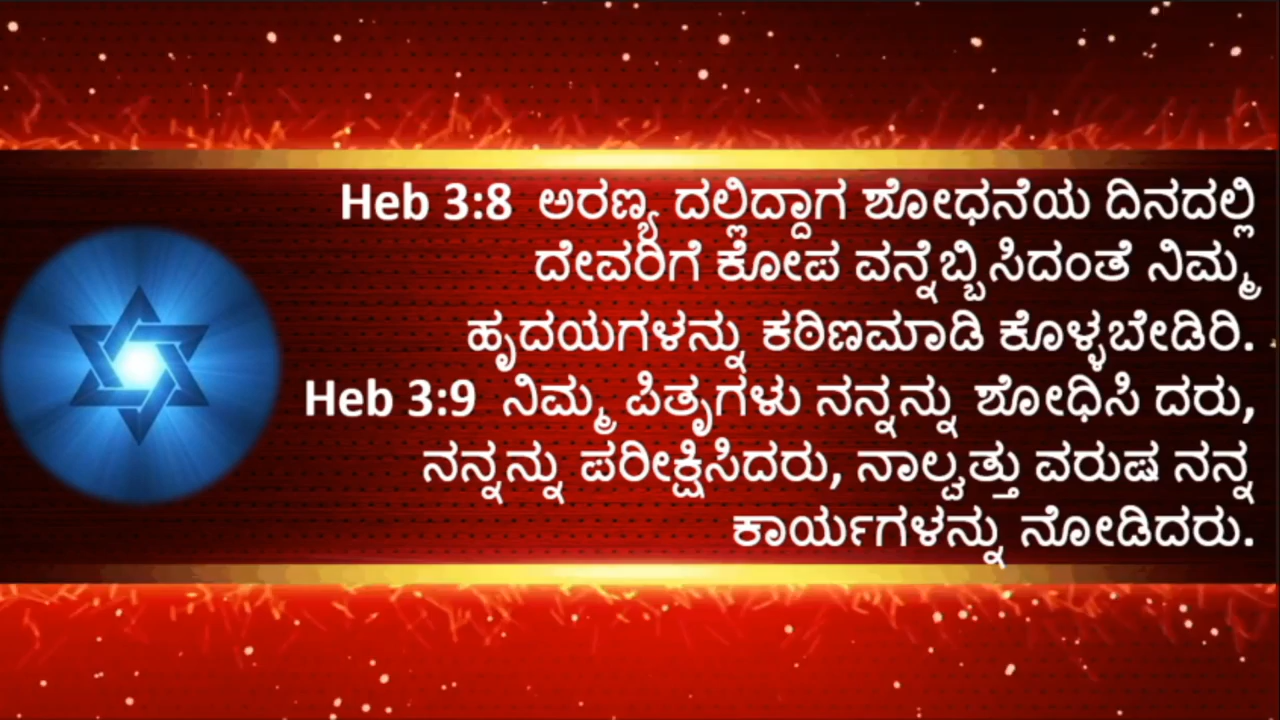 Heb 3:8 ಅರಣ್ಯ ದಲ್ಲಿದ್ದಾಗ ಶೋಧನೆಯ ದಿನದಲ್ಲಿ
ದೇವರಿಗೆ ಕೋಪ ವನ್ನೆಬ್ಬಿಸಿದಂತೆ ನಿಮ್ಮ
ಹೃದಯಗಳನ್ನು ಕಠಿಣಮಾಡಿ ಕೊಳ್ಳಬೇಡಿರಿ.
Heb 3:9 ನಿಮ್ಮ ಪಿತೃಗಳು ನನ್ನನ್ನು ಶೋಧಿಸಿ ದರು,
ನನ್ನನ್ನು ಪರೀಕ್ಷಿಸಿದರು, ನಾಲ್ವತ್ತು ವರುಷ ನನ್ನ
ಕಾರ್ಯಗಳನ್ನು ನೋಡಿದರು.